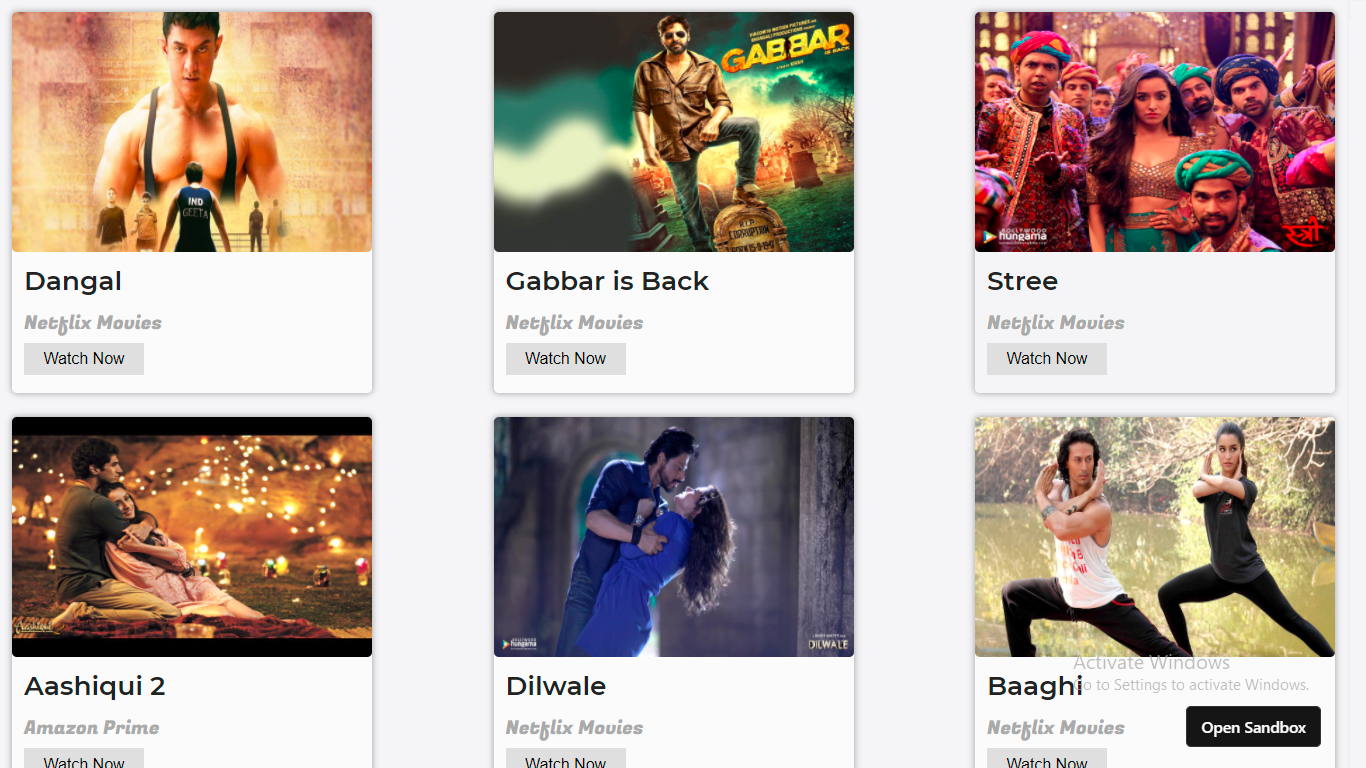 IND
GEETA
GABBAR
IS BACK
R.I.P
CORRUPTION
BOLLYWOOD
hungama
स्त्री
Dangal
Gabbar is Back
Stree
Netflix Movies
Netflix Movies
Netflix Movies
Watch Now
Watch Now
Watch Now
Aashiqui
BOLLYWOOD
hungama
DILWALE
Aashiqui 2
Dilwale
Baaghi
Activate Windows
Go to Settings to activate Windows.
Amazon Prime
Netflix Movies
Netflix Movies
Open Sandbox
Watch Now
Watch Now
Watch Now